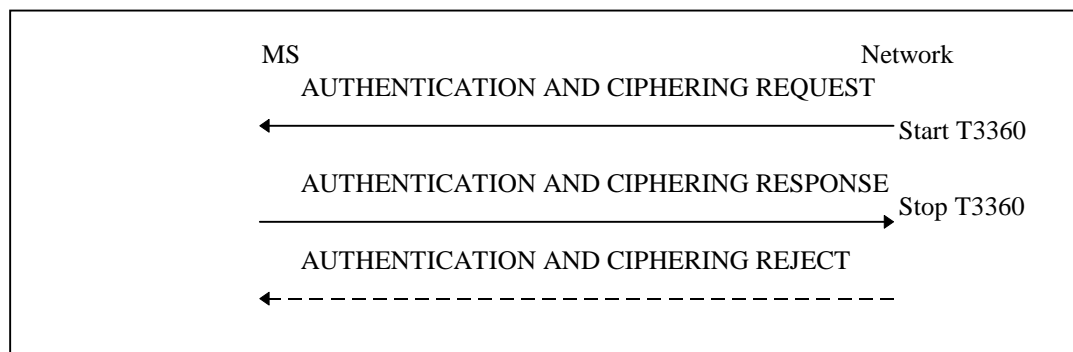 MS Network
AUTHENTICATION AND CIPHERING REQUEST
Start T3360
AUTHENTICATION AND CIPHERING RESPONSE
Stop T3360
AUTHENTICATION AND CIPHERING REJECT